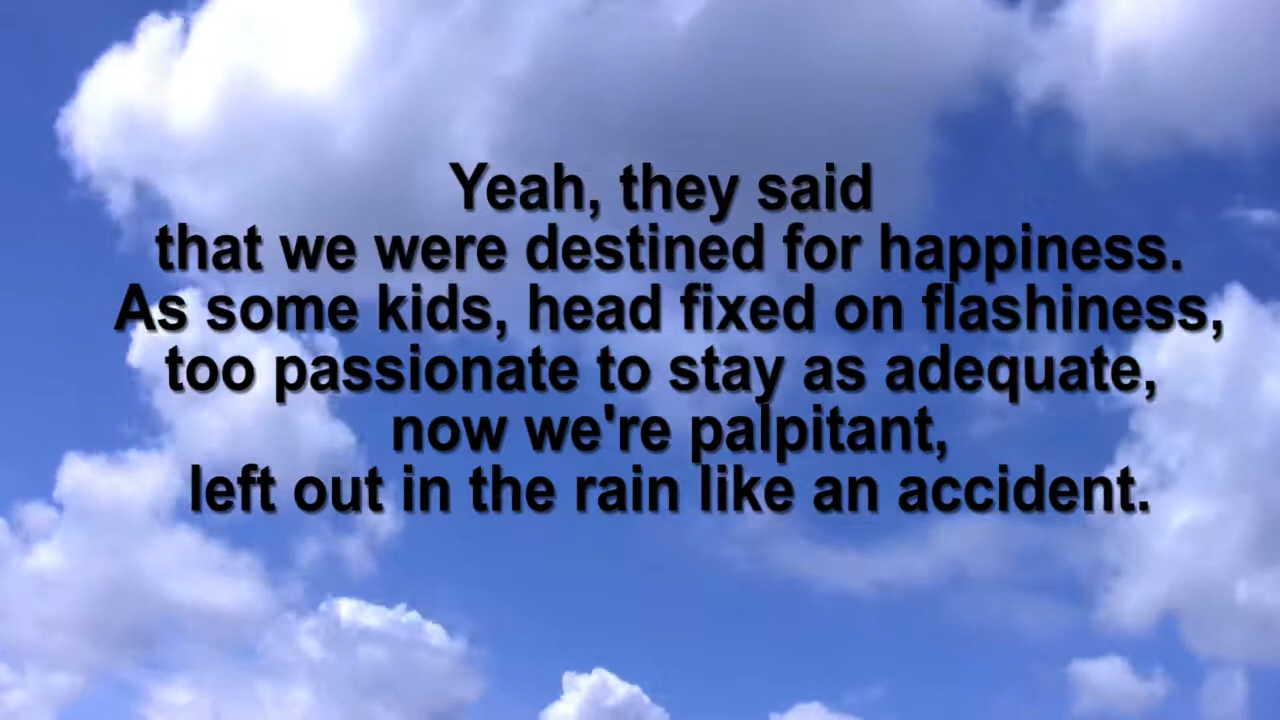 Yeah, they said
that we were destined for happiness.
As some kids, head fixed on flashiness,
too passionate to stay as adequate,
now we're palpitant,
left out in the rain like an accident.